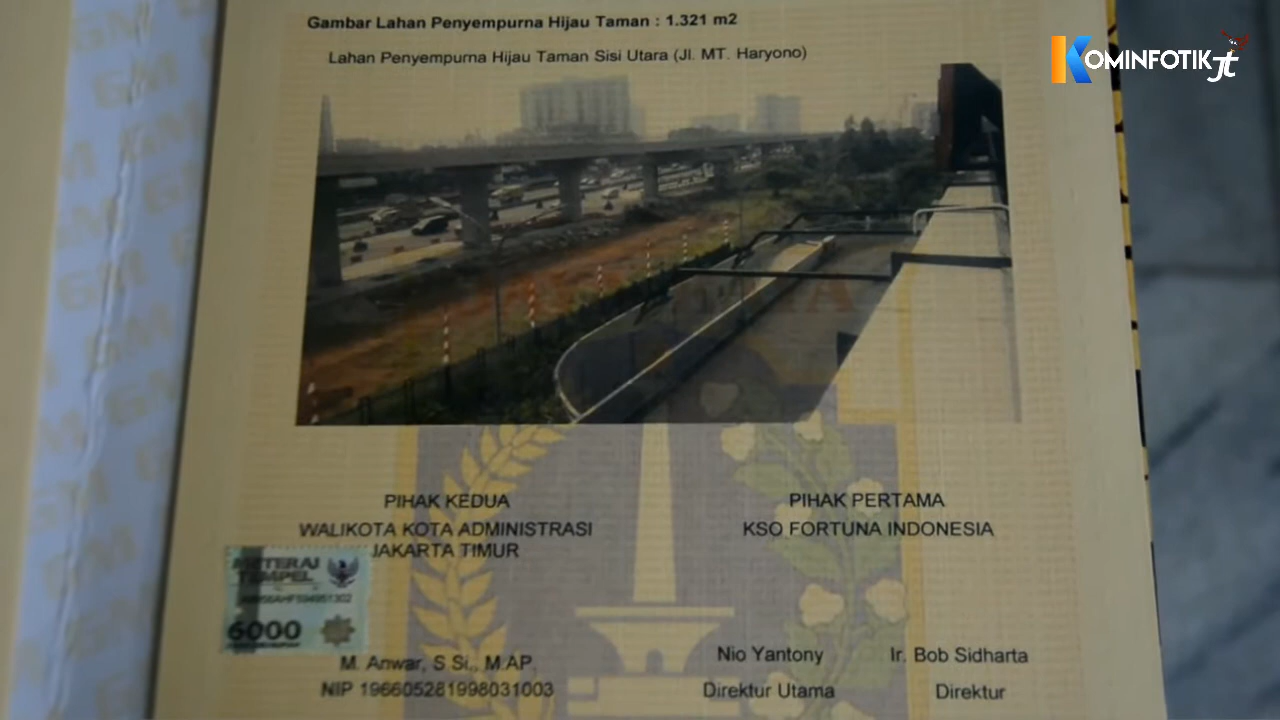 Gambar Lahan Penyempurna Hijau Taman : 1.321 m2
Lahan Penyempurna Hijau Taman Sisi Utara (Jl. MT. Haryono)
KOMINFOTIK JT
PIHAK KEDUA
WALIKOTA KOTA ADMINISTRASI
JAKARTA TIMUR
PIHAK PERTAMA
KSO FORTUNA INDONESIA
METERAI
TEMPEL
6000
M. Anwar, S Si., M AP.
NIP 196605281998031003
Nio Yantony
Direktur Utama
Ir. Bob Sidharta
Direktur